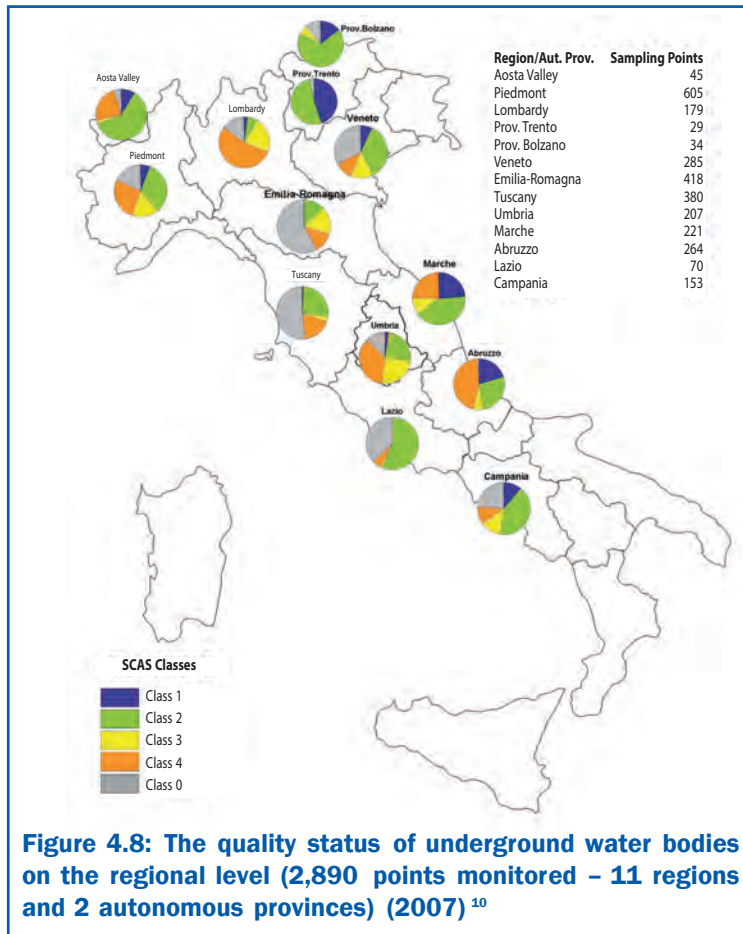 Prov.Bolzano
Aosta Valley
Prov.Trento
Lombardy
Veneto
Piedmont
Emilia-Romagna
Tuscany
Marche
Umbria
Abruzzo
Lazio
Campania
Region/Aut. Prov. Sampling Points
Aosta Valley 45
Piedmont 605
Lombardy 179
Prov. Trento 29
Prov. Bolzano 34
Veneto 285
Emilia-Romagna 418
Tuscany 380
Umbria 207
Marche 221
Abruzzo 264
Lazio 70
Campania 153
SCAS Classes
Class 1
Class 2
Class 3
Class 4
Class 0
Figure 4.8: The quality status of underground water bodies
on the regional level (2,890 points monitored – 11 regions
and 2 autonomous provinces) (2007) 10